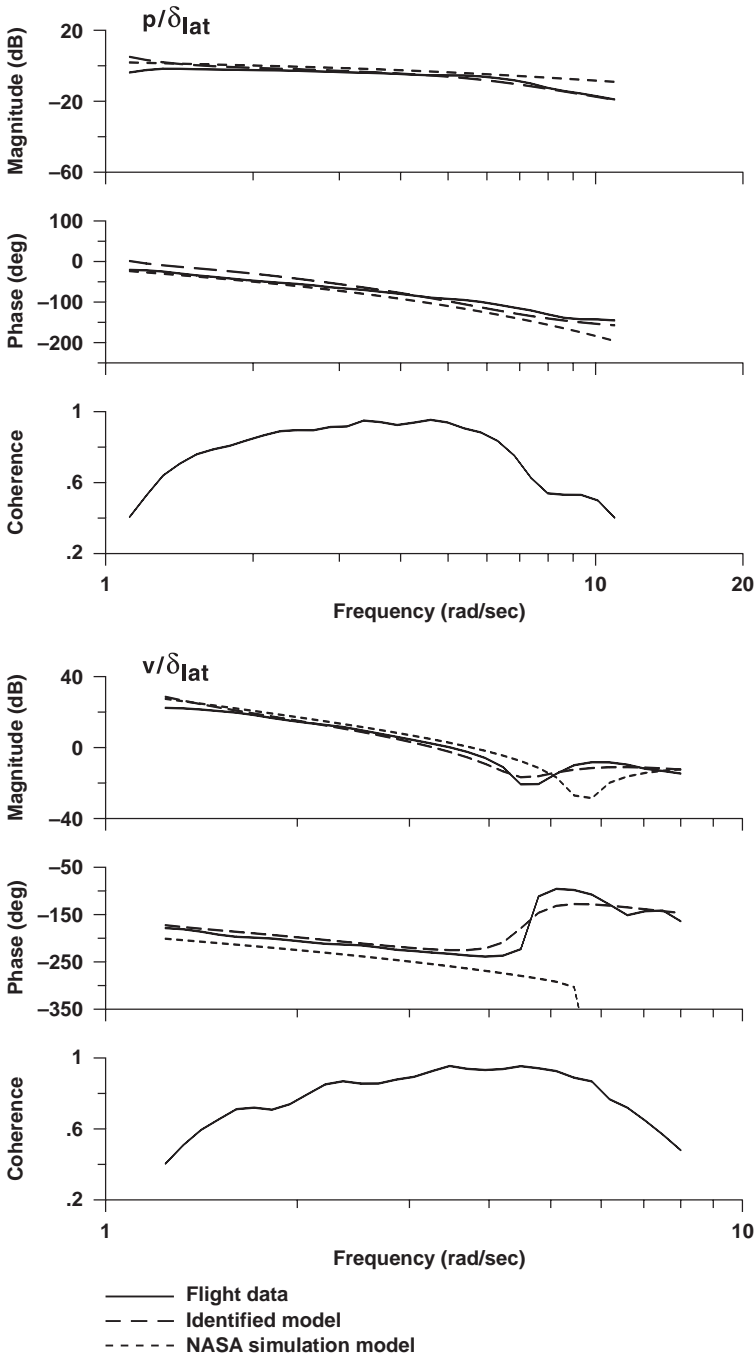 p/δlat
20
−20
−60
Magnitude (dB)
100
0
−100
−200
Phase (deg)
1
.6
.2
Coherence
1
10
20
Frequency (rad/sec)
v/δlat
40
0
−40
Magnitude (dB)
−50
−150
−250
−350
Phase (deg)
1
.6
.2
Coherence
1
10
Frequency (rad/sec)
Flight data
Identified model
NASA simulation model